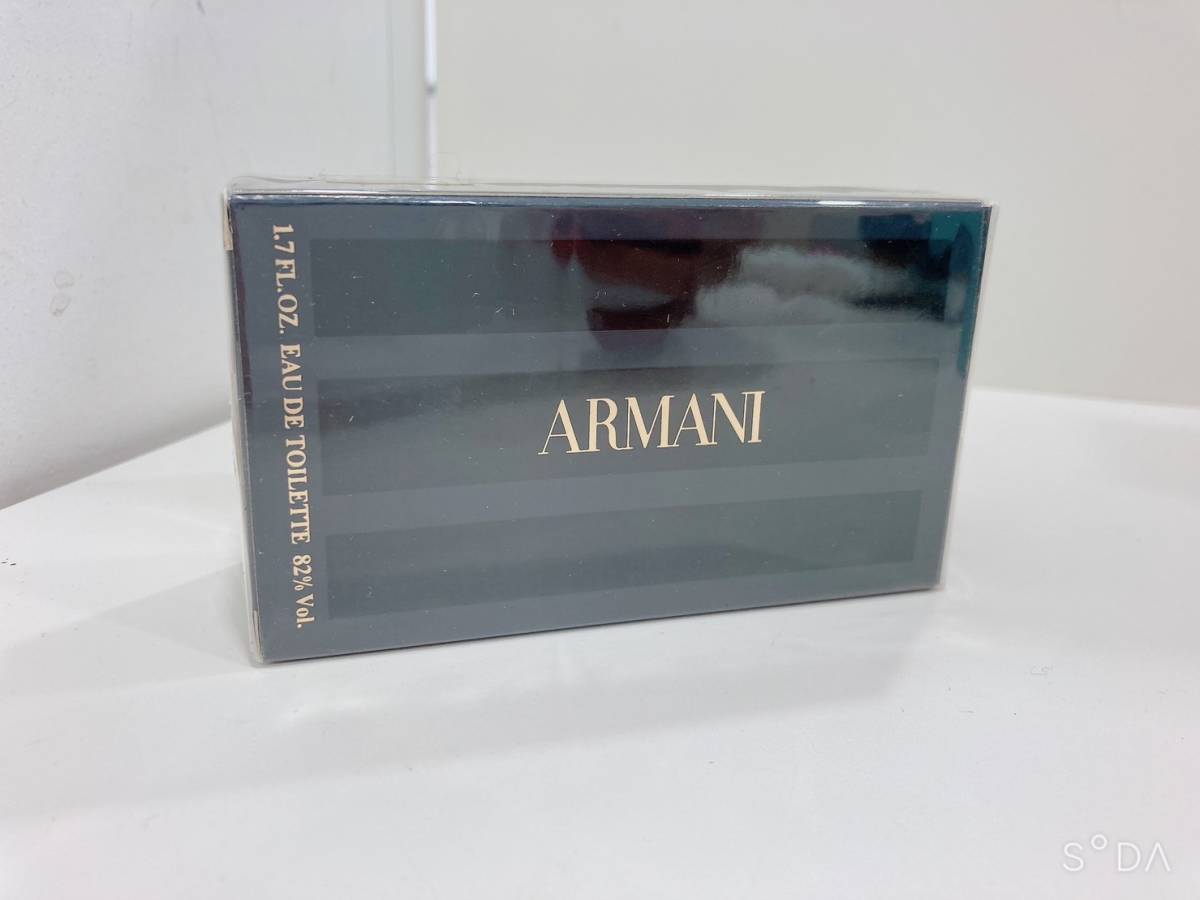 1.7 FL.OZ. EAU DE TOILETTE 82% Vol.
ARMANI
S°DA